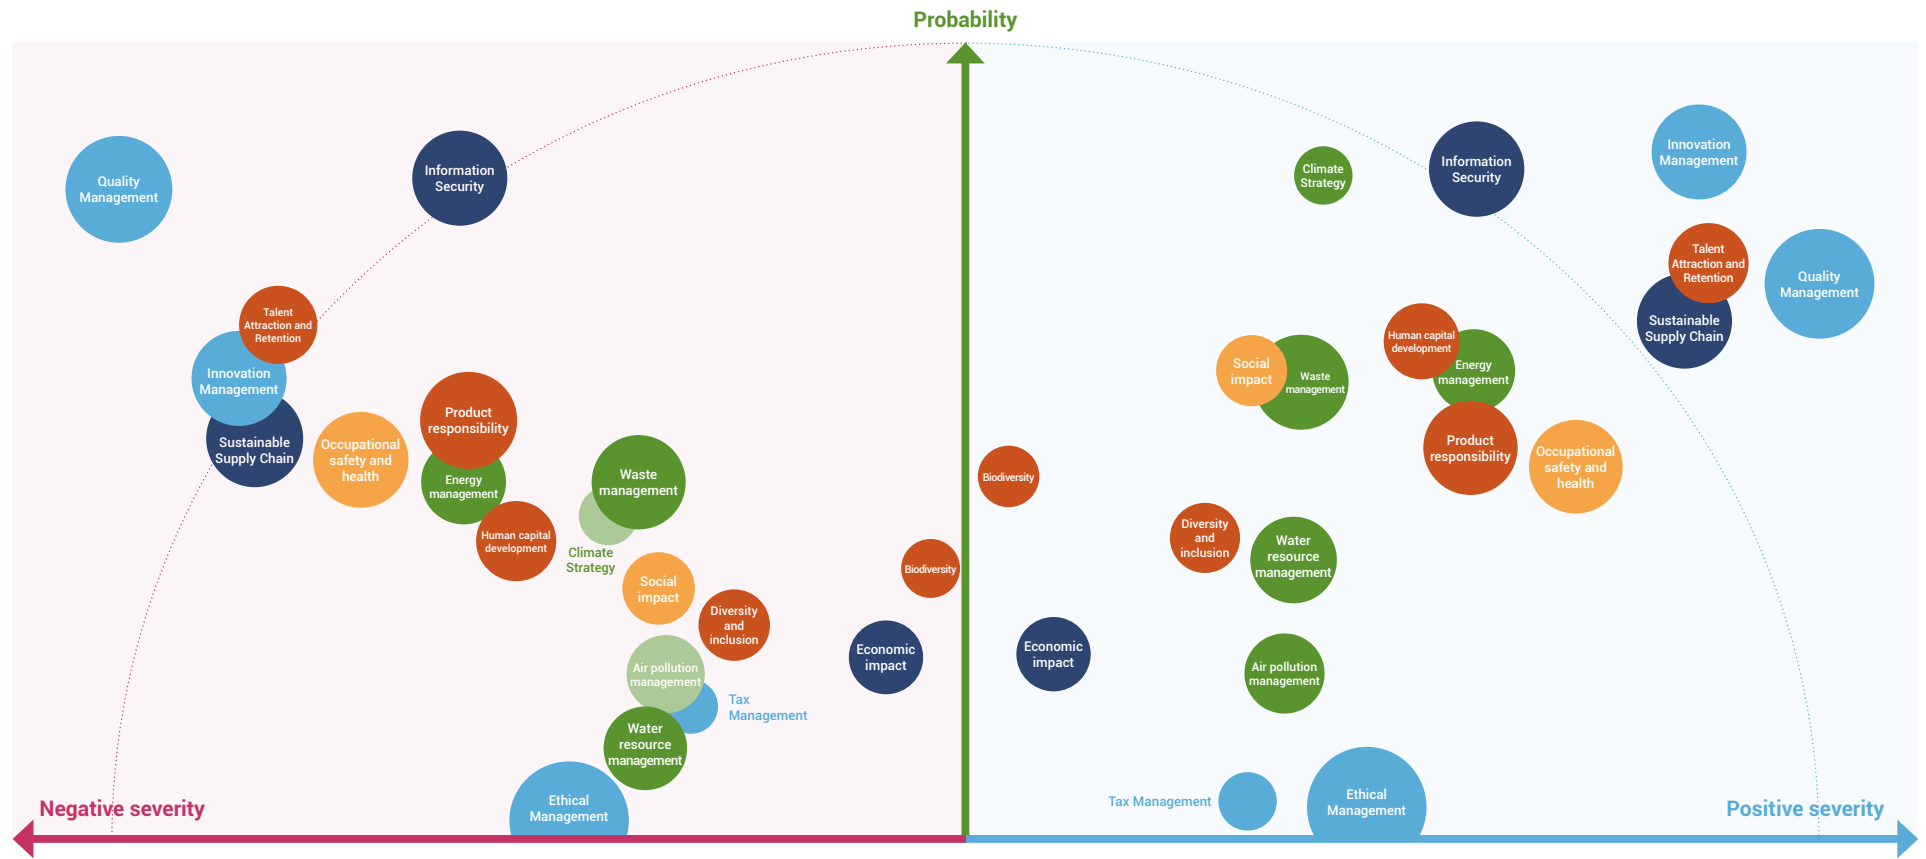 Probability
Quality
Management
Information
Security
Talent
Attraction and
Retention
Innovation
Management
Sustainable
Supply Chain
Occupational
safety and
health
Product
responsibility
Energy
management
Human capital
development
Waste
management
Climate
Strategy
Social
impact
Diversity
and
inclusion
Air pollution
management
Tax
Management
Water
resource
management
Ethical
Management
Biodiversity
Economic
impact
Negative severity
Climate
Strategy
Information
Security
Innovation
Management
Talent
Attraction and
Retention
Quality
Management
Sustainable
Supply Chain
Human capital
development
Energy
management
Social
impact
Waste
management
Product
responsibility
Occupational
safety and
health
Biodiversity
Diversity
and
inclusion
Water
resource
management
Economic
impact
Air pollution
management
Tax Management
Ethical
Management
Positive severity